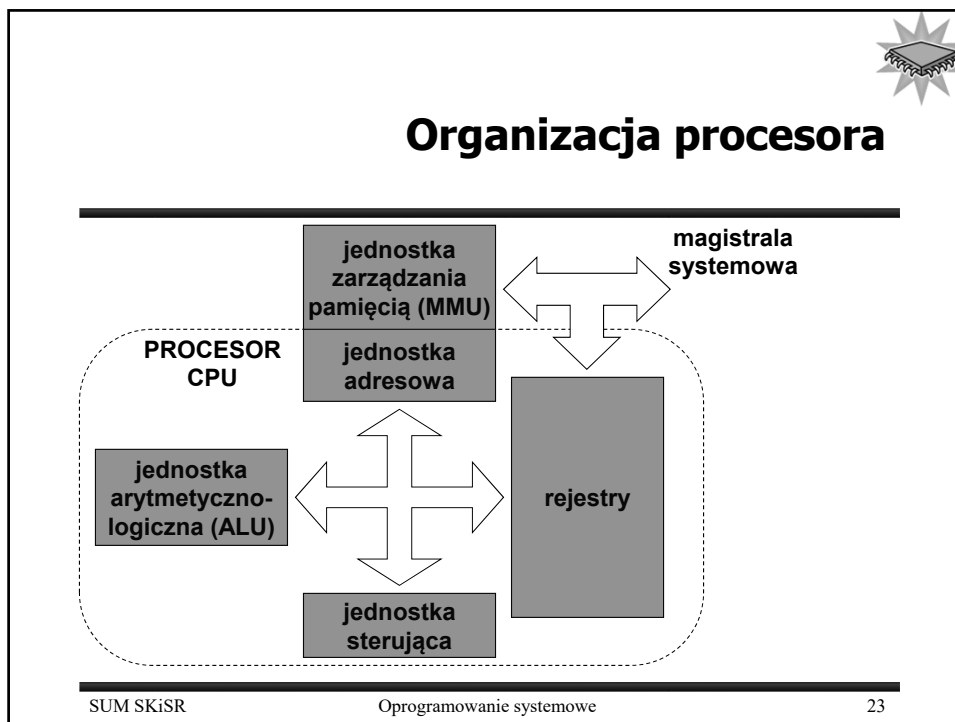 Organizacja procesora
jednostka
zarządzania
pamięcią (MMU)
magistrala
systemowa
PROCESOR
CPU
jednostka
adresowa
jednostka
arytmetyczno-
logiczna (ALU)
rejestry
jednostka
sterująca
SUM SKiSR Oprogramowanie systemowe 23